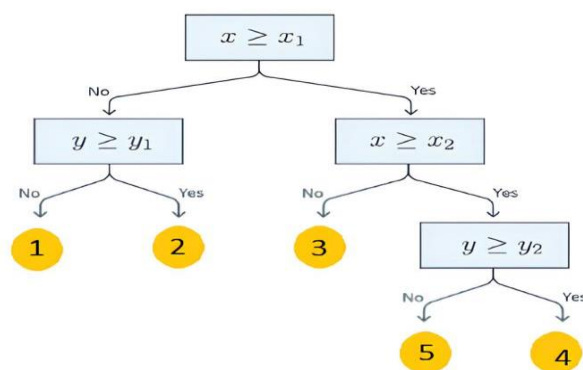 x ≥ x₁
No
Yes
y ≥ y₁
x ≥ x₂
No
Yes
No
Yes
1
2
3
y ≥ y₂
No
Yes
5
4